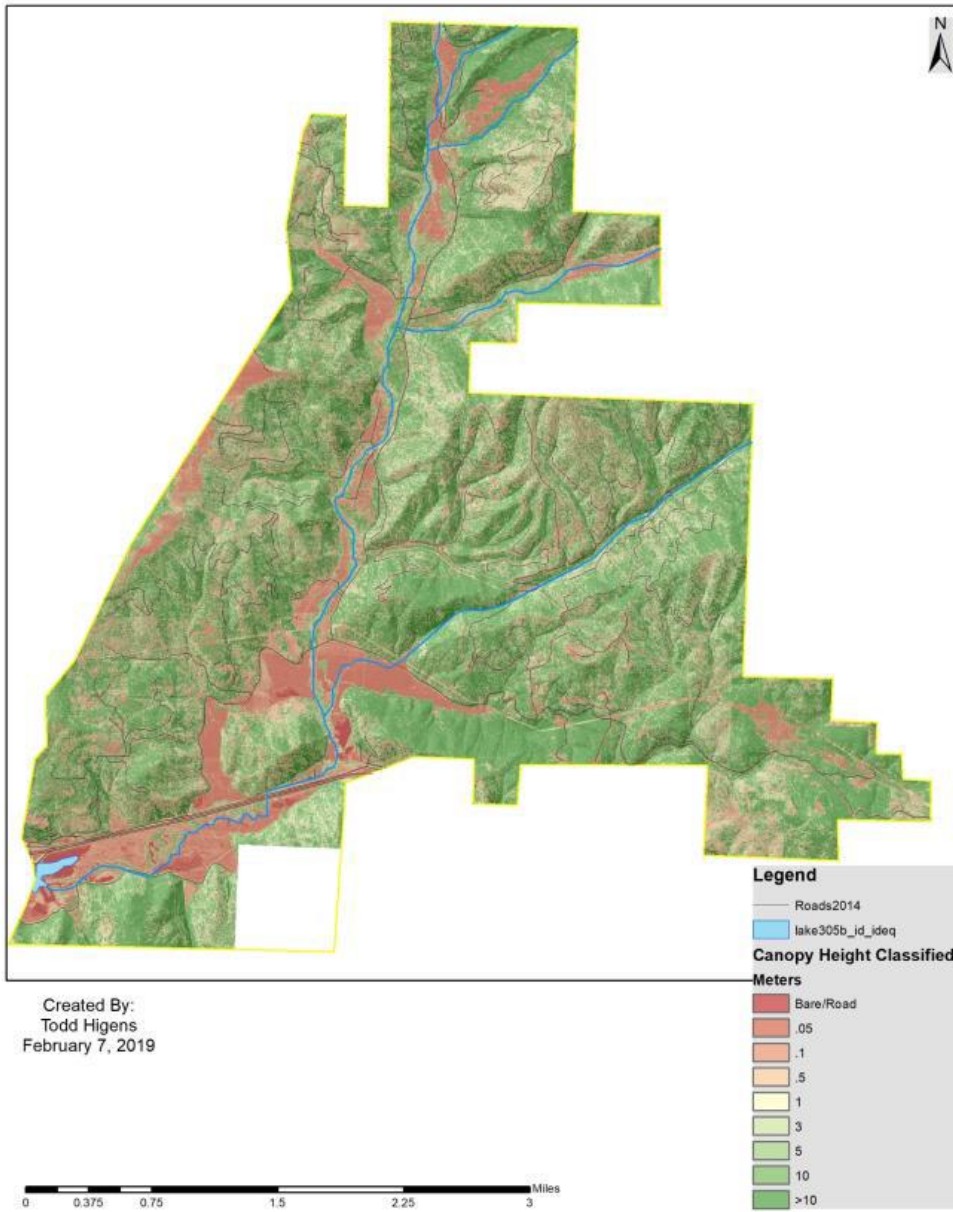 N
Legend
Roads2014
lake305b_id_ideq
Canopy Height Classified
Meters
Bare/Road
.05
.1
.5
1
3
5
10
>10
Created By:
Todd Higens
February 7, 2019
Miles
0 0.375 0.75 1.5 2.25 3